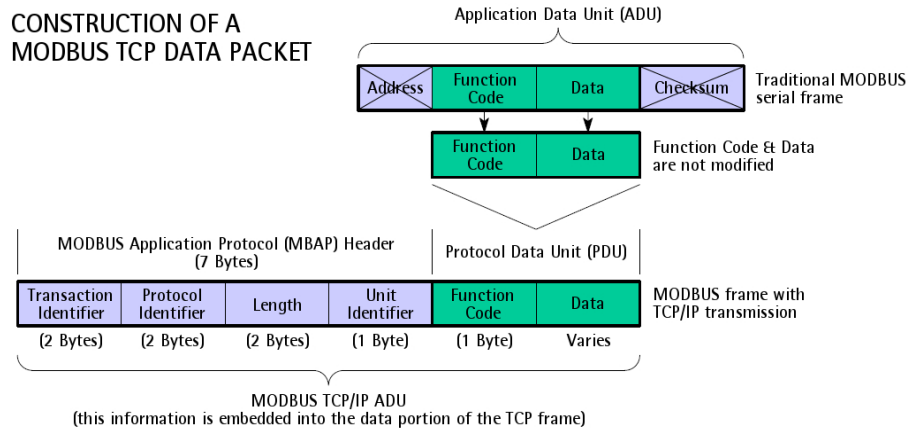 CONSTRUCTION OF A
MODBUS TCP DATA PACKET
Application Data Unit (ADU)
Address
Function
Code
Data
Checksum
Traditional MODBUS
serial frame
Function
Code
Data
Function Code & Data
are not modified
MODBUS Application Protocol (MBAP) Header
(7 Bytes)
Protocol Data Unit (PDU)
Transaction
Identifier
Protocol
Identifier
Length
Unit
Identifier
Function
Code
Data
MODBUS frame with
TCP/IP transmission
(2 Bytes)
(2 Bytes)
(2 Bytes)
(1 Byte)
(1 Byte)
Varies
MODBUS TCP/IP ADU
(this information is embedded into the data portion of the TCP frame)